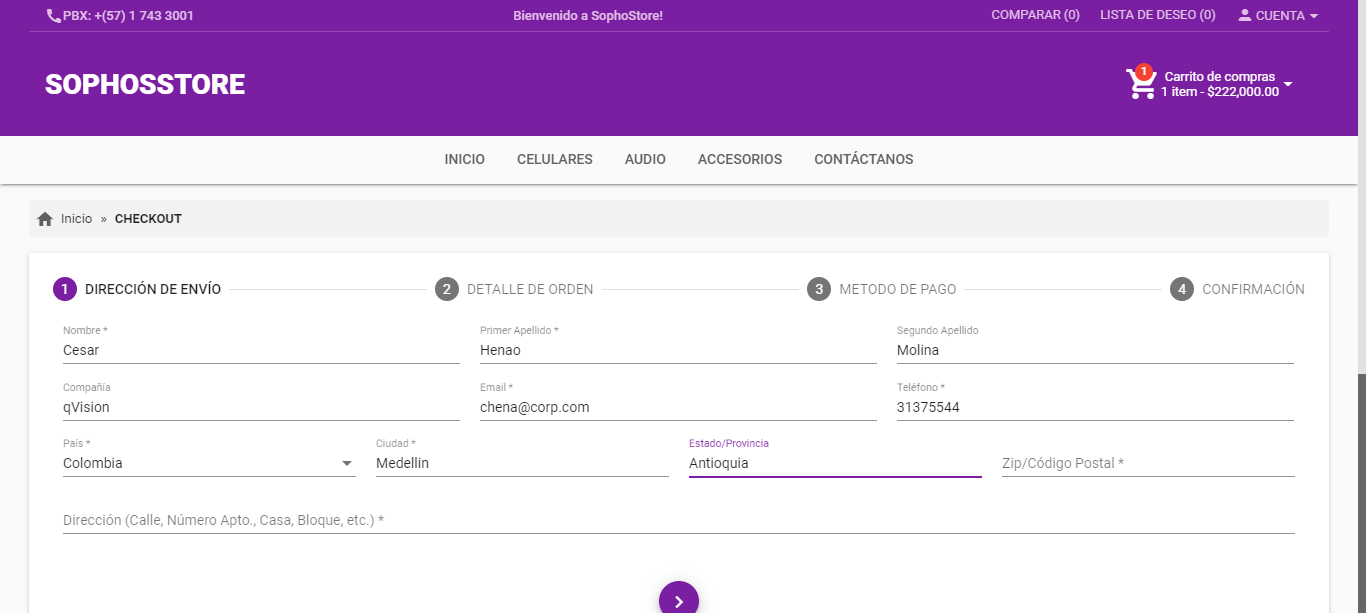 PBX: +(57) 1 743 3001
Bienvenido a SophoStore!
COMPARAR (0)
LISTA DE DESEO (0)
CUENTA
SOPHOSSTORE
1
Carrito de compras
1 item - $222,000.00
INICIO
CELULARES
AUDIO
ACCESORIOS
CONTÁCTANOS
Inicio » CHECKOUT
1 DIRECCIÓN DE ENVÍO
2 DETALLE DE ORDEN
3 METODO DE PAGO
4 CONFIRMACIÓN
Nombre *
Cesar
Primer Apellido *
Henao
Segundo Apellido
Molina
Compañía
qVision
Email *
chena@corp.com
Teléfono *
31375544
País *
Colombia
Ciudad *
Medellin
Estado/Provincia
Antioquia
Zip/Código Postal *
Dirección (Calle, Número Apto., Casa, Bloque, etc.) *